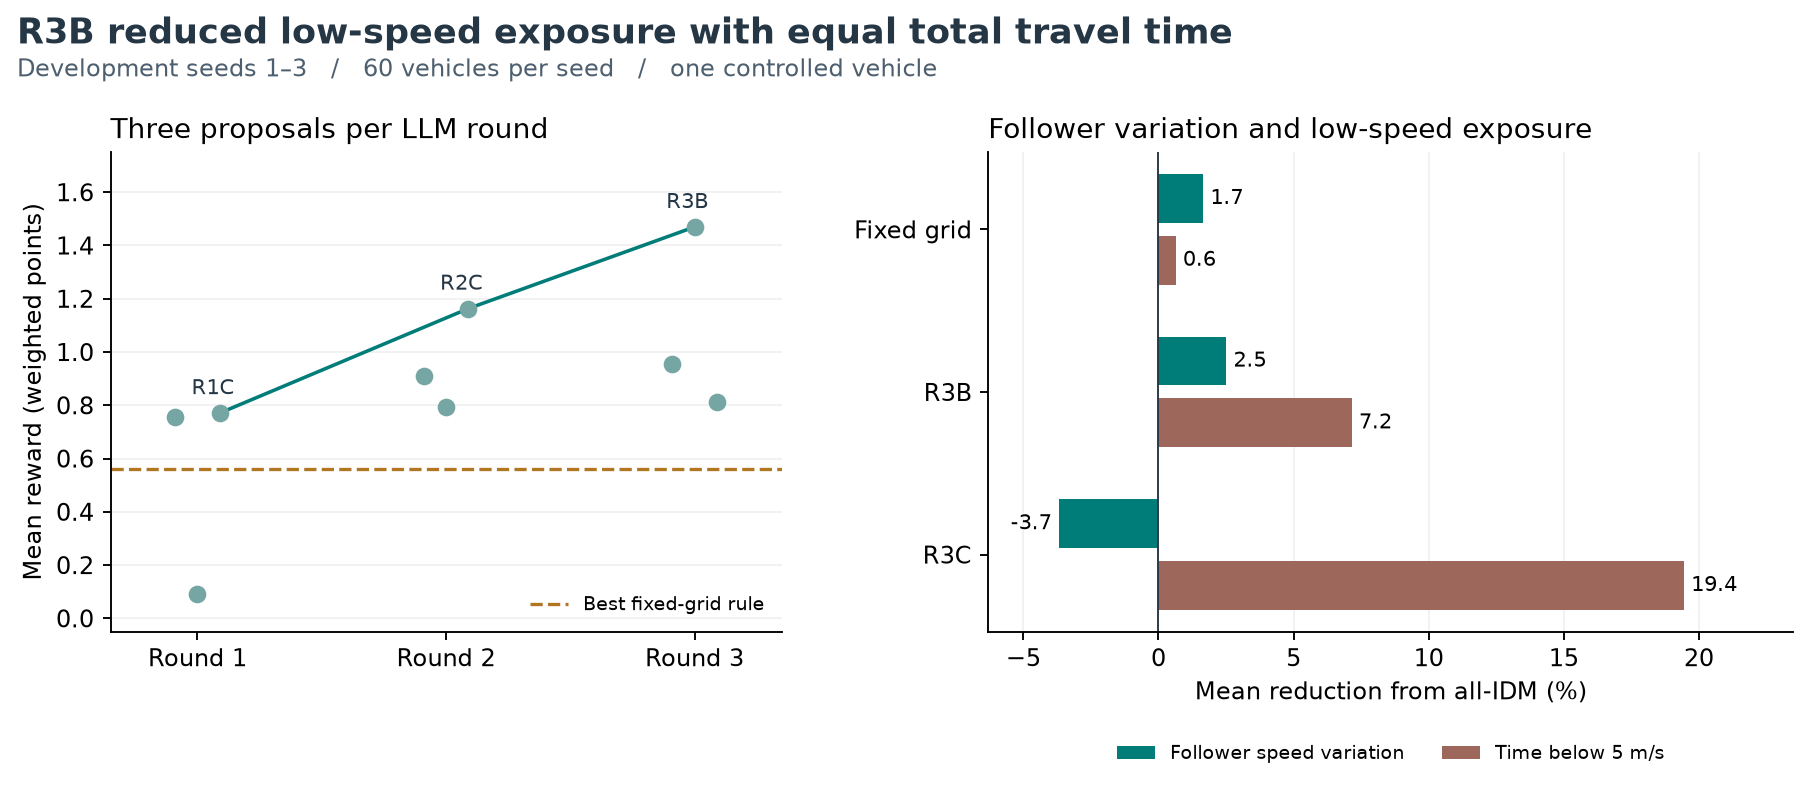 R3B reduced low-speed exposure with equal total travel time
Development seeds 1–3 / 60 vehicles per seed / one controlled vehicle
Three proposals per LLM round
Mean reward (weighted points)
1.6
1.4
1.2
1.0
0.8
0.6
0.4
0.2
0.0
R1C
R2C
R3B
Best fixed-grid rule
Round 1
Round 2
Round 3
Follower variation and low-speed exposure
Fixed grid
1.7
0.6
R3B
2.5
7.2
R3C
-3.7
19.4
−5
0
5
10
15
20
Mean reduction from all-IDM (%)
Follower speed variation
Time below 5 m/s